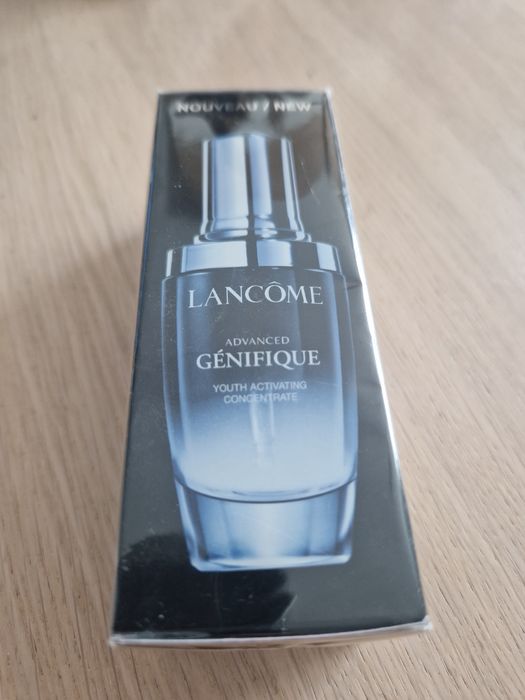 NOUVEAU / NEW
LANCÔME
ADVANCED
GÉNIFIQUE
YOUTH ACTIVATING
CONCENTRATE